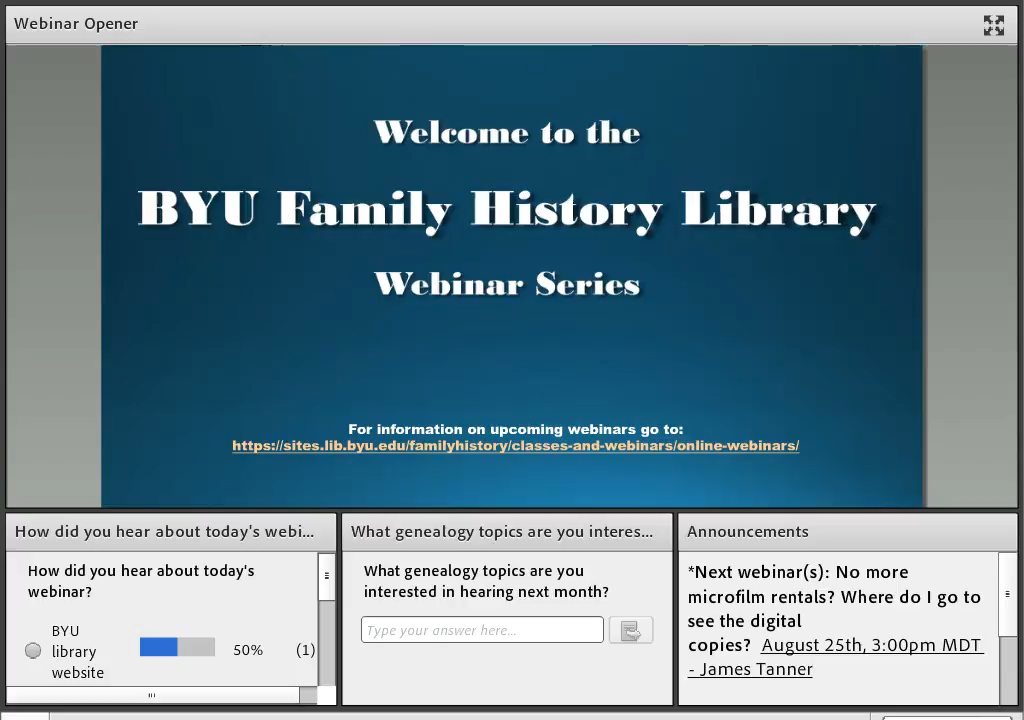 Webinar Opener
Welcome to the
BYU Family History Library
Webinar Series
For information on upcoming webinars go to:
https://sites.lib.byu.edu/familyhistory/classes-and-webinars/online-webinars/
How did you hear about today's webi...
How did you hear about today's
webinar?
BYU
library
website
50%
(1)
What genealogy topics are you interes...
What genealogy topics are you
interested in hearing next month?
Type your answer here...
Announcements
*Next webinar(s): No more
microfilm rentals? Where do I go to
see the digital
copies? August 25th, 3:00pm MDT
- James Tanner